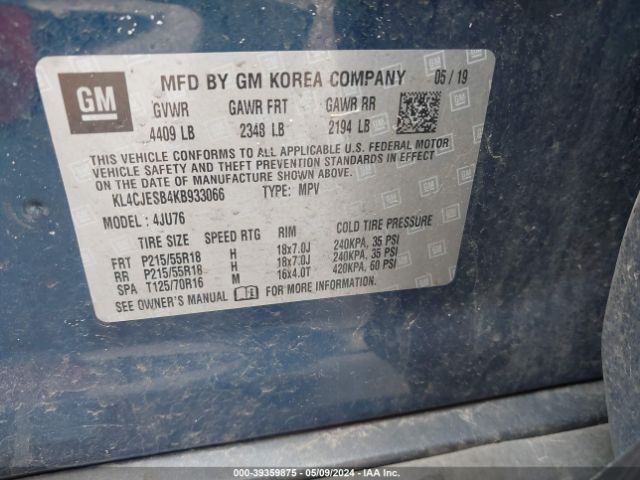 GM
MFD BY GM KOREA COMPANY 05 / 19
GVWR GAWR FRT GAWR RR
4409 LB 2348 LB 2194 LB
THIS VEHICLE CONFORMS TO ALL APPLICABLE U.S. FEDERAL MOTOR
VEHICLE SAFETY AND THEFT PREVENTION STANDARDS IN EFFECT ON
THE DATE OF MANUFACTURE SHOWN ABOVE.
KL4CJESB4KB933066 TYPE: MPV
MODEL : 4JU76
TIRE SIZE SPEED RTG RIM COLD TIRE PRESSURE
FRT P215/55R18 H 18x7.0J 240KPA, 35 PSI
RR P215/55R18 H 18x7.0J 240KPA, 35 PSI
SPA T125/70R16 M 16x4.0T 420KPA, 60 PSI
SEE OWNER'S MANUAL FOR MORE INFORMATION.
000-39359875 - 05/09/2024 - IAA Inc.